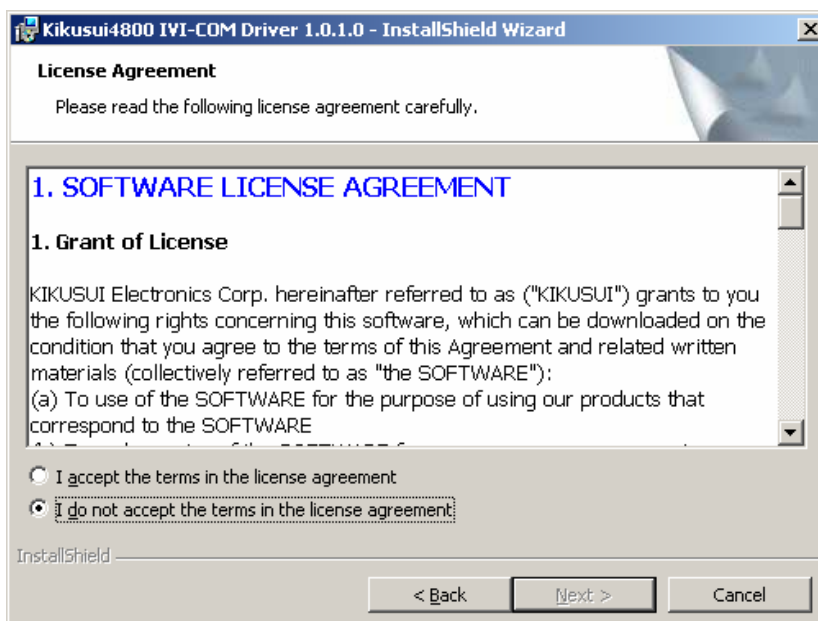 Kikusui4800 IVI-COM Driver 1.0.1.0 - InstallShield Wizard
License Agreement
Please read the following license agreement carefully.
1. SOFTWARE LICENSE AGREEMENT
1. Grant of License
KIKUSUI Electronics Corp. hereinafter referred to as ("KIKUSUI") grants to you
the following rights concerning this software, which can be downloaded on the
condition that you agree to the terms of this Agreement and related written
materials (collectively referred to as "the SOFTWARE"):
(a) To use of the SOFTWARE for the purpose of using our products that
correspond to the SOFTWARE
I accept the terms in the license agreement
I do not accept the terms in the license agreement
InstallShield
< Back Next > Cancel